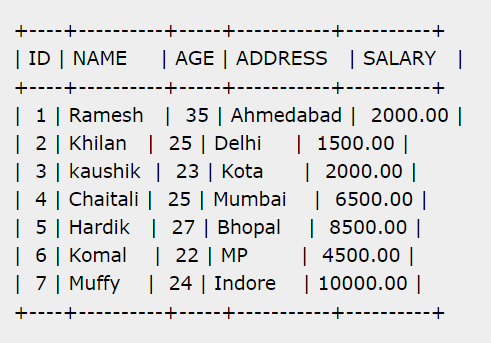 +----+----------+-----+-----------+----------+
| ID | NAME     | AGE | ADDRESS   | SALARY   |
+----+----------+-----+-----------+----------+
|  1 | Ramesh   |  35 | Ahmedabad |  2000.00 |
|  2 | Khilan   |  25 | Delhi     |  1500.00 |
|  3 | kaushik  |  23 | Kota      |  2000.00 |
|  4 | Chaitali |  25 | Mumbai    |  6500.00 |
|  5 | Hardik   |  27 | Bhopal    |  8500.00 |
|  6 | Komal    |  22 | MP        |  4500.00 |
|  7 | Muffy    |  24 | Indore    | 10000.00 |
+----+----------+-----+-----------+----------+